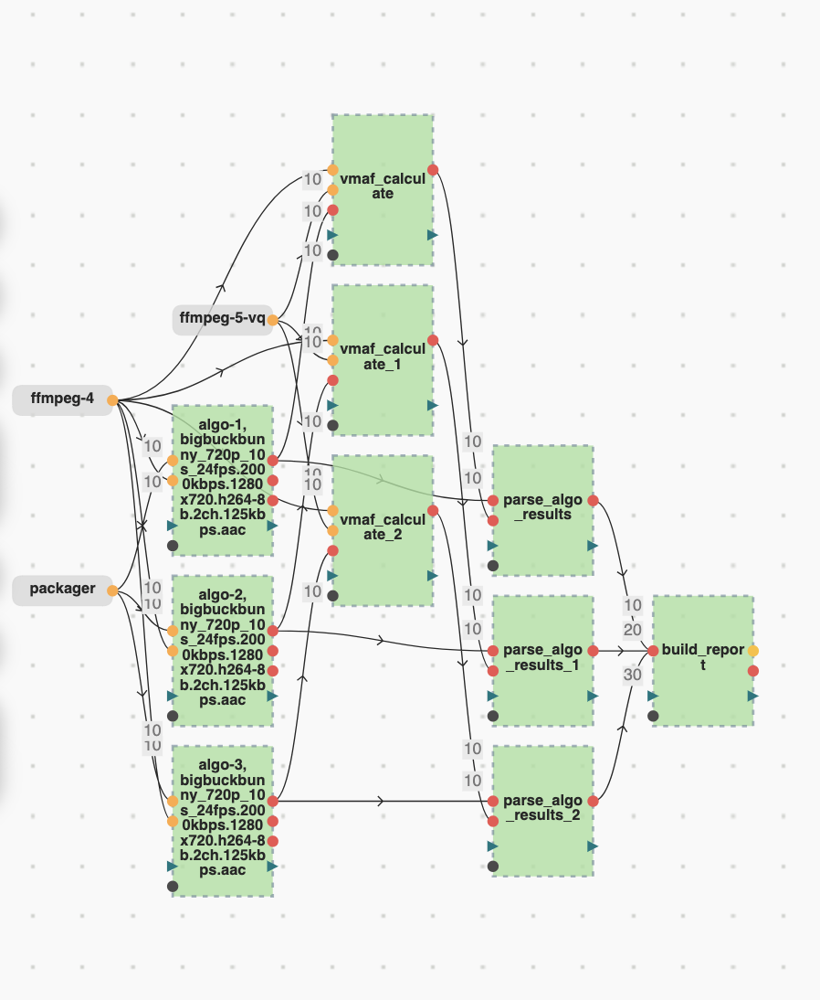 10
vmaf_calcul
ate
10
10
ffmpeg-5-vq
10
10
vmaf_calcul
ate_1
ffmpeg-4
10
algo-1,
bigbuckbun
ny_720p_10
s_24fps.200
0kbps.1280
x720.h264-8
b.2ch.125kb
ps.aac
10
10
10
10
vmaf_calcul
ate_2
10
10
parse_algo
_results
packager
10
10
algo-2,
bigbuckbun
ny_720p_10
s_24fps.200
0kbps.1280
x720.h264-8
b.2ch.125kb
ps.aac
10
10
10
parse_algo
_results_1
10
20
30
build_repor
t
10
10
algo-3,
bigbuckbun
ny_720p_10
s_24fps.200
0kbps.1280
x720.h264-8
b.2ch.125kb
ps.aac
10
10
parse_algo
_results_2